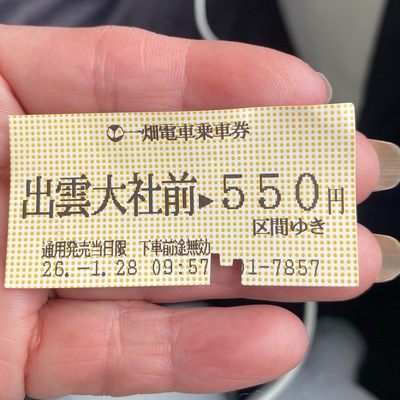 一畑電車乗車券
出雲大社前▶550円
区間ゆき
通用発売当日限 下車前途無効
26.-1.28 09:57 01-7857